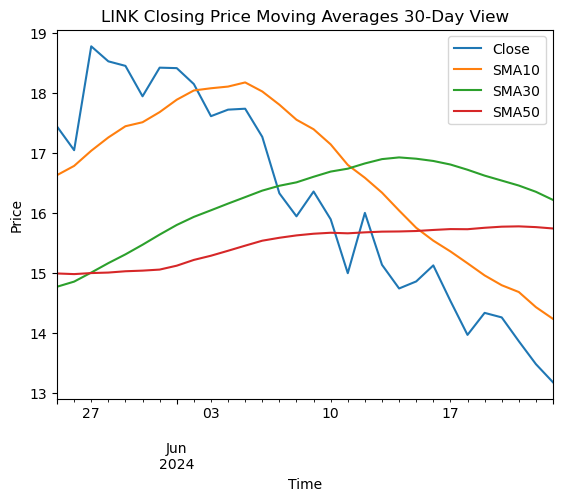 LINK Closing Price Moving Averages 30-Day View
Close
SMA10
SMA30
SMA50
Price
19
18
17
16
15
14
13
27
03
10
17
Jun
2024
Time